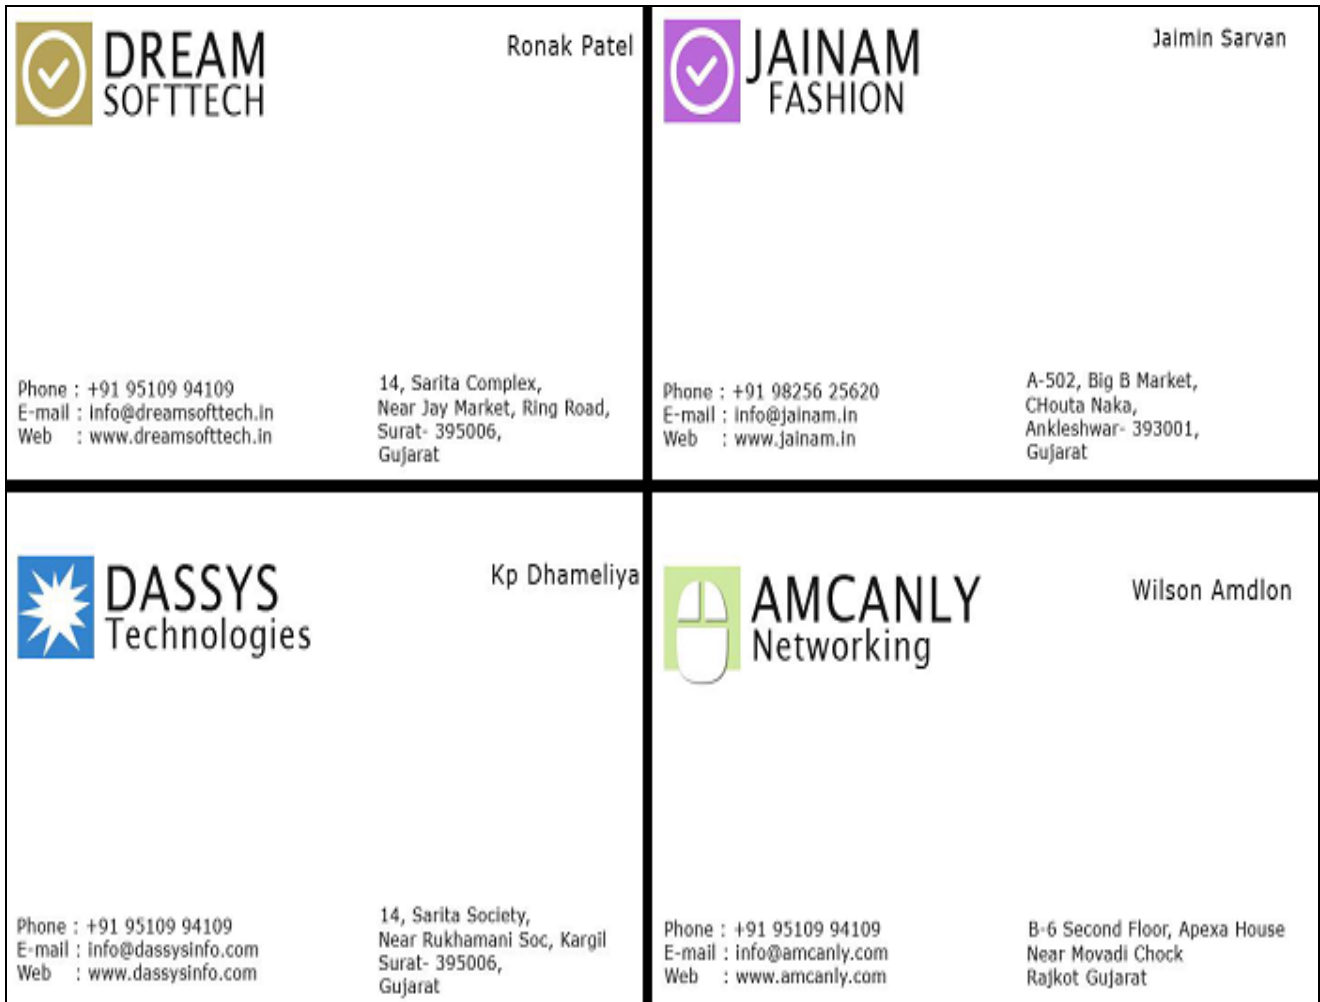 DREAM
SOFTTECH
Ronak Patel
Phone : +91 95109 94109
E-mail : info@dreamsofttech.in
Web : www.dreamsofttech.in
14, Sarita Complex,
Near Jay Market, Ring Road,
Surat- 395006,
Gujarat
JAINAM
FASHION
Jaimin Sarvan
Phone : +91 98256 25620
E-mail : info@jainam.in
Web : www.jainam.in
A-502, Big B Market,
CHouta Naka,
Ankleshwar- 393001,
Gujarat
DASSYS
Technologies
Kp Dhameliya
Phone : +91 95109 94109
E-mail : info@dassysinfo.com
Web : www.dassysinfo.com
14, Sarita Society,
Near Rukhamani Soc, Kargil
Surat- 395006,
Gujarat
AMCANLY
Networking
Wilson Amdlon
Phone : +91 95109 94109
E-mail : info@amcanly.com
Web : www.amcanly.com
B-6 Second Floor, Apexa House
Near Movadi Chock
Rajkot Gujarat